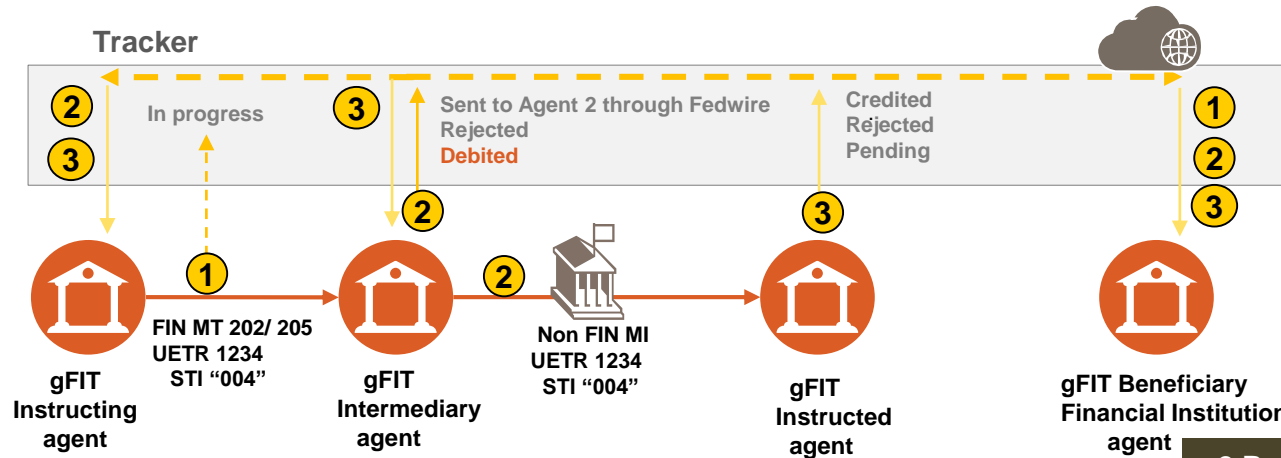 Tracker
2
3
In progress
3
Sent to Agent 2 through Fedwire
Rejected
Debited
2
Credited
Rejected
Pending
1
2
3
1
2
3
FIN MT 202/ 205
UETR 1234
STI “004”
Non FIN MI
UETR 1234
STI “004”
gFIT
Instructing
agent
gFIT
Intermediary
agent
gFIT
Instructed
agent
gFIT Beneficiary
Financial Institution
agent